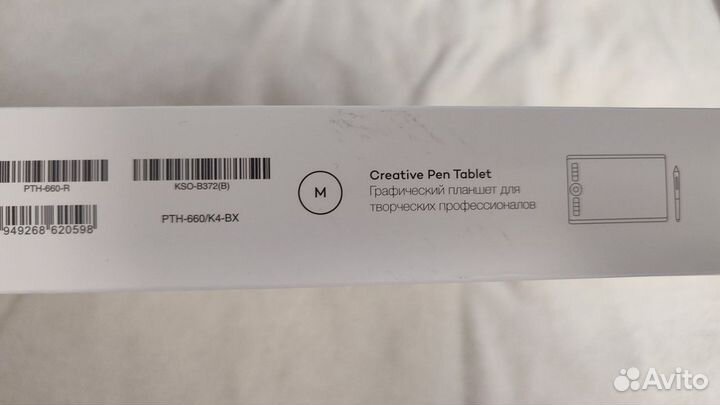 PTH-660-R
949268 620598
KSO-B372(B)
PTH-660/K4-BX
M
Creative Pen Tablet
Графический планшет для
творческих профессионалов
Avito